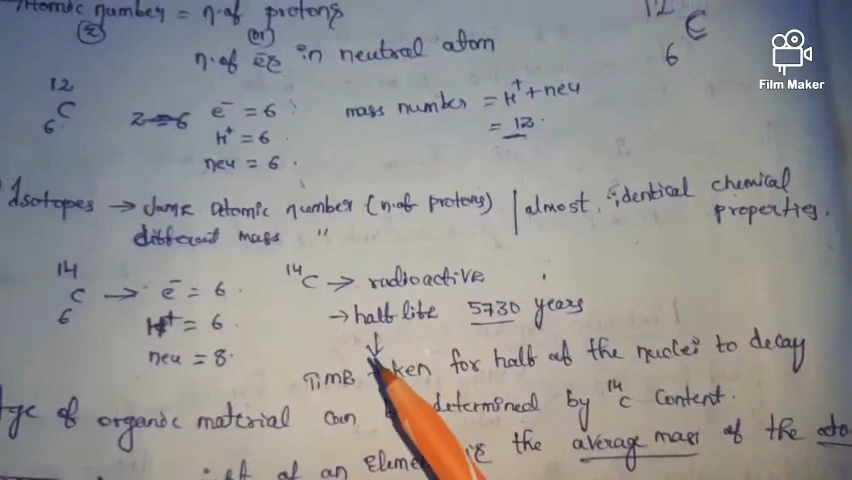 Atomic number = n.of protons
(z) (or)
n.of e̅s in neutral atom
12
C
6
Film Maker
12
C
6
z = 6 e⁻ = 6
H⁺ = 6
neu = 6
mass number = H⁺ + neu
= 12
Isotopes → same atomic number (n.of protons) | almost identical chemical properties.
different mass "
14
C → e⁻ = 6
6
H⁺ = 6
neu = 8
¹⁴C → radioactive
→ half life 5730 years
↓
Time taken for half of the nuclei to decay
Age of organic material can determined by ¹⁴C content.
of an Element is the average mass of the